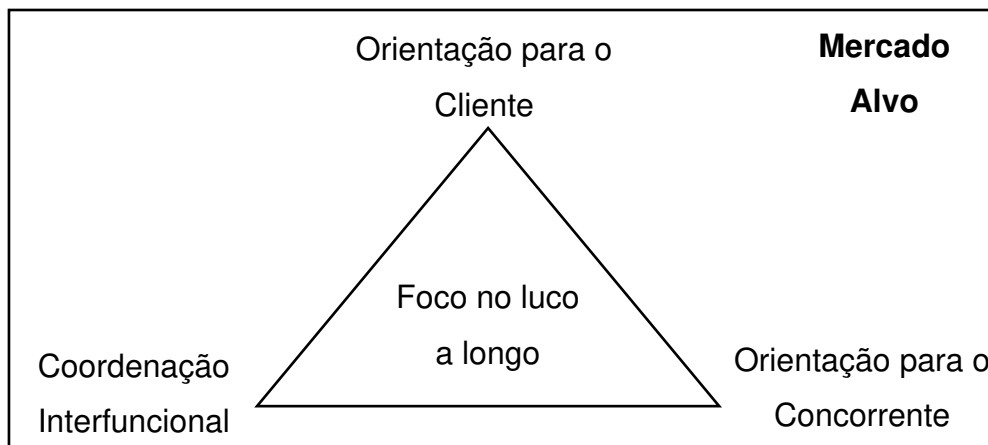 Orientação para o
Cliente
Mercado
Alvo
Foco no luco
a longo
Coordenação
Interfuncional
Orientação para o
Concorrente